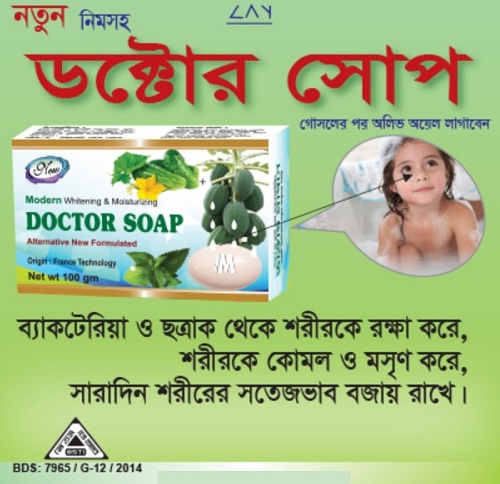 নতুন নিমসহ
ডক্টোর সোপ
গোসলের পর অলিভ অয়েল লাগাবেন
New
Modern Whitening & Moisturizing
DOCTOR SOAP
Alternative New Formulated
Origin : France Technology
Net wt 100 gm
ব্যাকটেরিয়া ও ছত্রাক থেকে শরীরকে রক্ষা করে,
শরীরকে কোমল ও মসৃণ করে,
সারাদিন শরীরের সতেজভাব বজায় রাখে।
BSTI
BDS: 7965 / G-12 / 2014